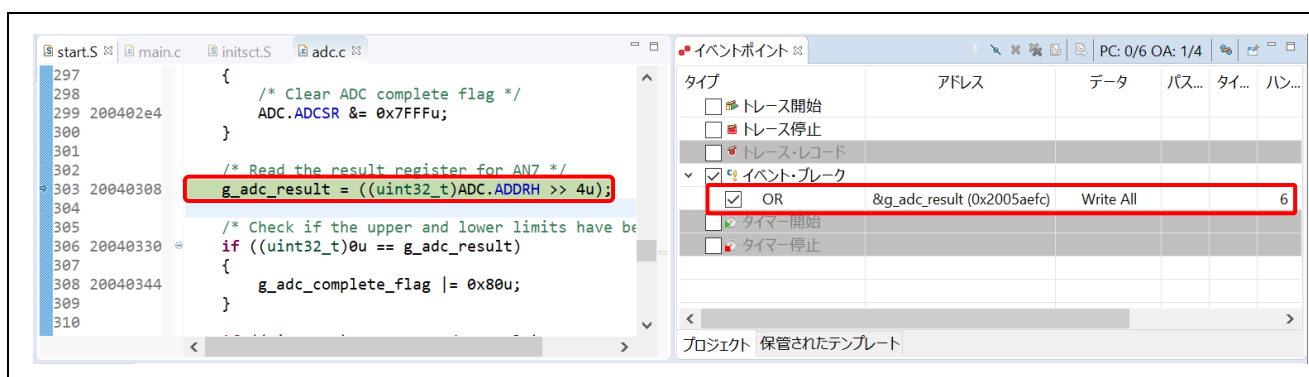 start.S main.c initsct.S adc.c
297 {
298 /* Clear ADC complete flag */
299 200402e4 ADC.ADCSR &= 0x7FFFu;
300 }
301
302 /* Read the result register for AN7 */
303 20040308 g_adc_result = ((uint32_t)ADC.ADDRH >> 4u);
304
305 /* Check if the upper and lower limits have be
306 20040330 if ((uint32_t)0u == g_adc_result)
307 {
308 20040344 g_adc_complete_flag |= 0x80u;
309 }
310
イベントポイント PC: 0/6 OA: 1/4
タイプ アドレス データ パス... タイ... ハン...
トレース開始
トレース停止
トレース・レコード
イベント・ブレーク
OR &g_adc_result (0x2005aefc) Write All 6
タイマー開始
タイマー停止
プロジェクト 保管されたテンプレート